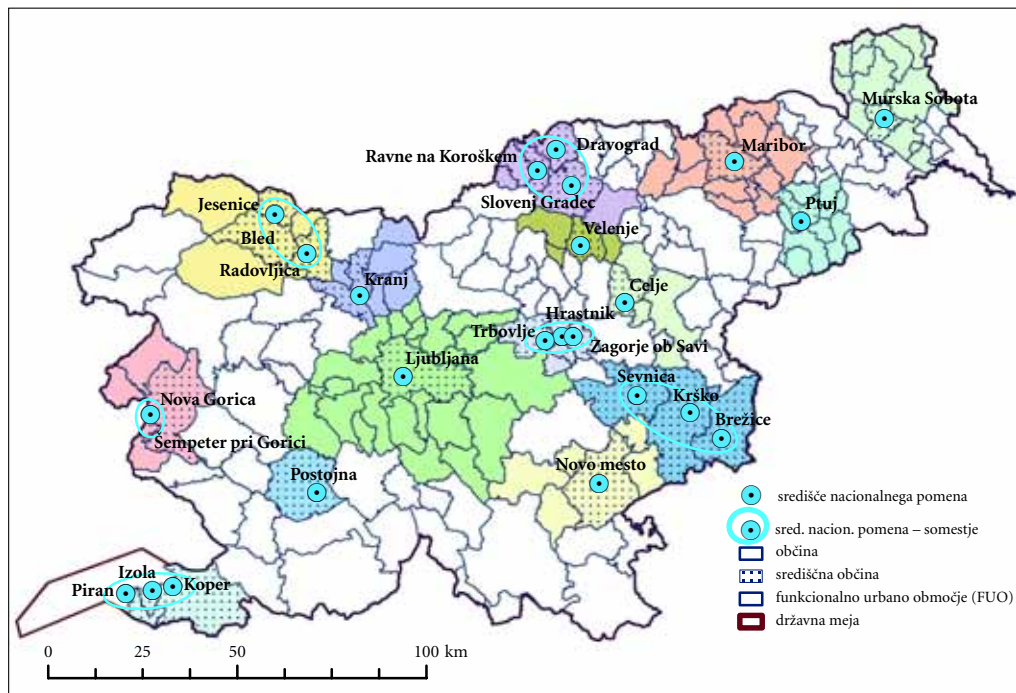 Murska Sobota
Dravograd
Maribor
Ravne na Koroškem
Slovenj Gradec
Ptuj
Jesenice
Velenje
Bled
Radovljica
Kranj
Celje
Hrastnik
Trbovlje
Zagorje ob Savi
Ljubljana
Sevnica
Krško
Nova Gorica
Brežice
Šempeter pri Gorici
Novo mesto
Postojna
središče nacionalnega pomena
sred. nacion. pomena – somestje
občina
Izola
središčna občina
Piran
Koper
funkcionalno urbano območje (FUO)
državna meja
0 25 50 100 km